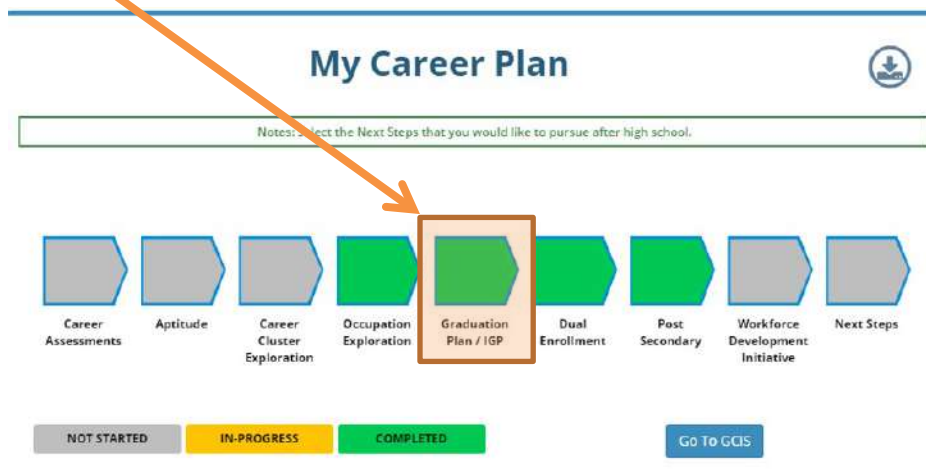 My Career Plan
Notes: Select the Next Steps that you would like to pursue after high school.
Career Assessments
Aptitude
Career Cluster Exploration
Occupation Exploration
Graduation Plan / IGP
Dual Enrollment
Post Secondary
Workforce Development Initiative
Next Steps
NOT STARTED
IN-PROGRESS
COMPLETED
Go To GCIS